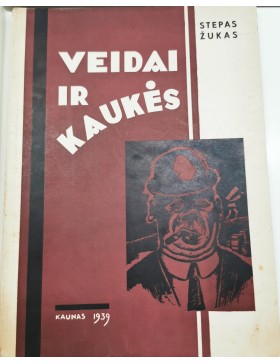 STEPAS
ŽUKAS
VEIDAI
IR
KAUKĖS
KAUNAS 1939